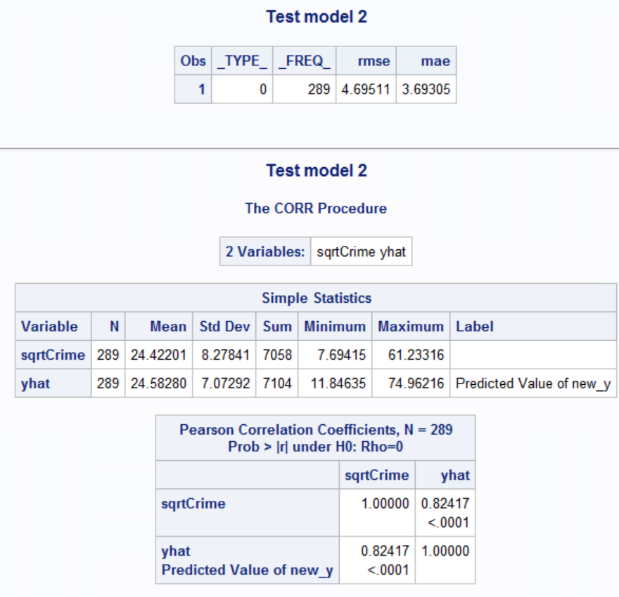 Test model 2
Obs _TYPE_ _FREQ_ rmse mae
1 0 289 4.69511 3.69305
Test model 2
The CORR Procedure
2 Variables: sqrtCrime yhat
Simple Statistics
Variable N Mean Std Dev Sum Minimum Maximum Label
sqrtCrime 289 24.42201 8.27841 7058 7.69415 61.23316
yhat 289 24.58280 7.07292 7104 11.84635 74.96216 Predicted Value of new_y
Pearson Correlation Coefficients, N = 289
Prob > |r| under H0: Rho=0
sqrtCrime yhat
sqrtCrime 1.00000 0.82417
<.0001
yhat 0.82417 1.00000
Predicted Value of new_y <.0001